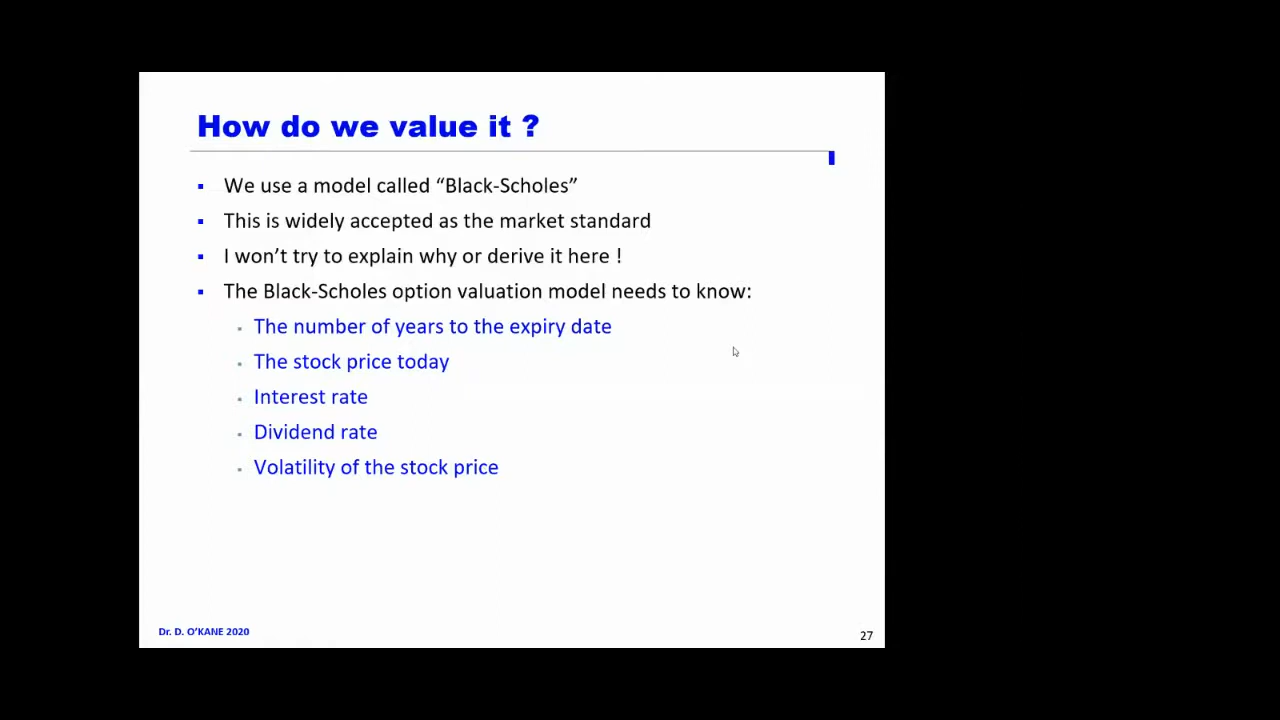 How do we value it ?
We use a model called “Black-Scholes”
This is widely accepted as the market standard
I won’t try to explain why or derive it here !
The Black-Scholes option valuation model needs to know:
The number of years to the expiry date
The stock price today
Interest rate
Dividend rate
Volatility of the stock price
Dr. D. O’KANE 2020
27